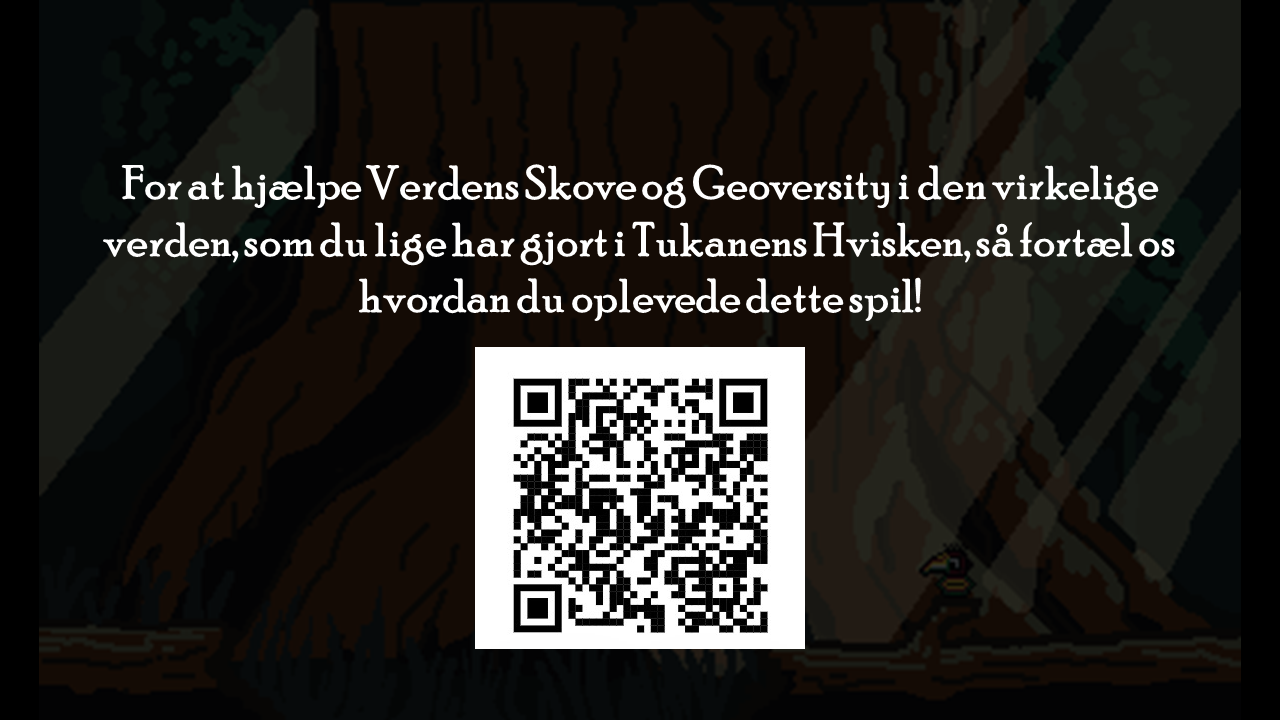 For at hjælpe Verdens Skove og Geoversity i den virkelige
verden, som du lige har gjort i Tukanens Hvisken, så fortæl os
hvordan du oplevede dette spil!